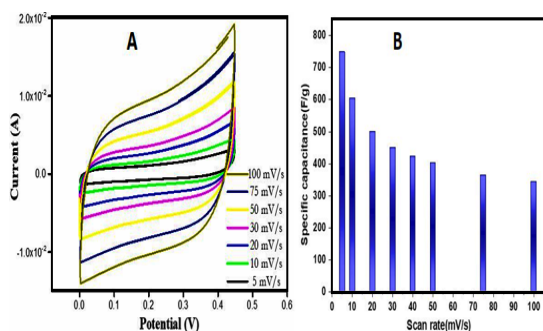 A
Current (A)
2.0x10-2
1.0x10-2
0.0
-1.0x10-2
100 mV/s
75 mV/s
50 mV/s
30 mV/s
20 mV/s
10 mV/s
5 mV/s
0.0 0.1 0.2 0.3 0.4 0.5 0.6
Potential (V)
B
Specific capacitance(F/g)
800
700
600
500
400
300
200
100
0
0 10 20 30 40 50 60 70 80 90 100
Scan rate(mV/s)